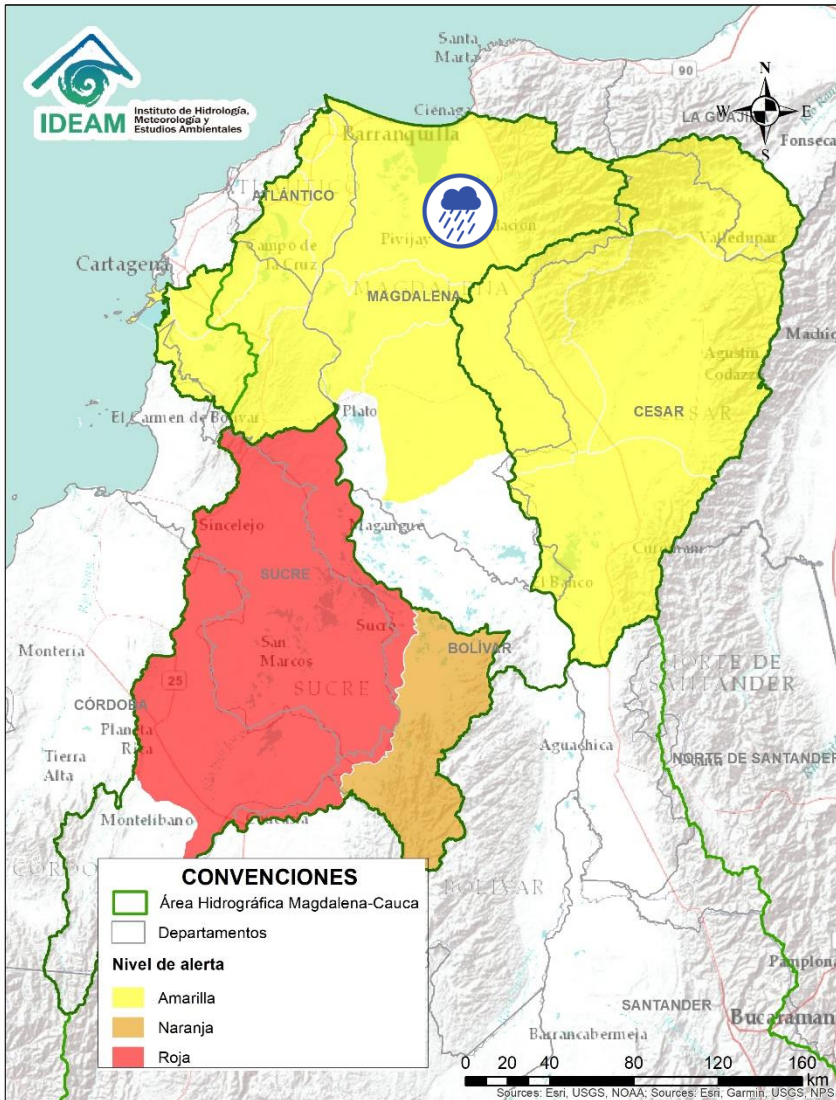 IDEAM
Instituto de Hidrología,
Meteorología y
Estudios Ambientales
Santa
Marta
90
N
W
E
S
LA GUAJI
Fonseca
Ciénaga
Barranquilla
ATLÁNTICO
Pivijay
Valledupar
Campo de
la Cruz
Cartagena
MAGDALENA
MAGDALENA
Agustín
Codazzi
CESAR
El Carmen de Bolívar
Plato
Sincelejo
Magangué
SUCRE
El Banco
Sucre
BOLÍVAR
Montería
San
Marcos
SUCRE
25
CÓRDOBA
Planeta
Rica
NORTE DE
SANTANDER
Tierra
Alta
Aguachica
NORTE DE SANTANDER
Montelíbano
BOLÍVAR
CONVENCIONES
Área Hidrográfica Magdalena-Cauca
Departamentos
Nivel de alerta
Amarilla
Naranja
Roja
Pamplona
SANTANDER
Bucaraman
Barrancabermeja
0 20 40 80 120 160
km
Sources: Esri, USGS, NOAA; Sources: Esri, Garmin, USGS, NPS